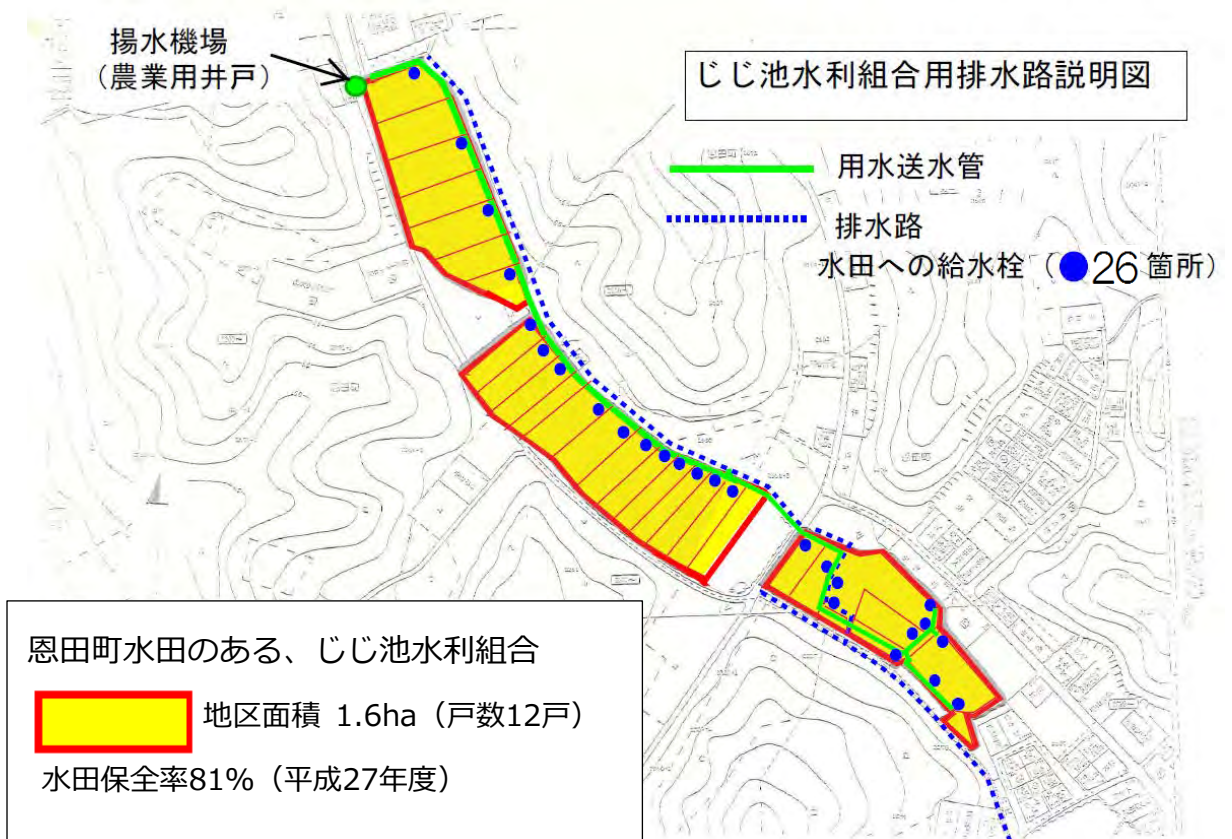 揚水機場
（農業用井戸）
じじ池水利組合用排水路説明図
用水送水管
排水路
水田への給水栓（●26箇所）
恩田町水田のある、じじ池水利組合
地区面積 1.6ha（戸数12戸）
水田保全率81%（平成27年度）